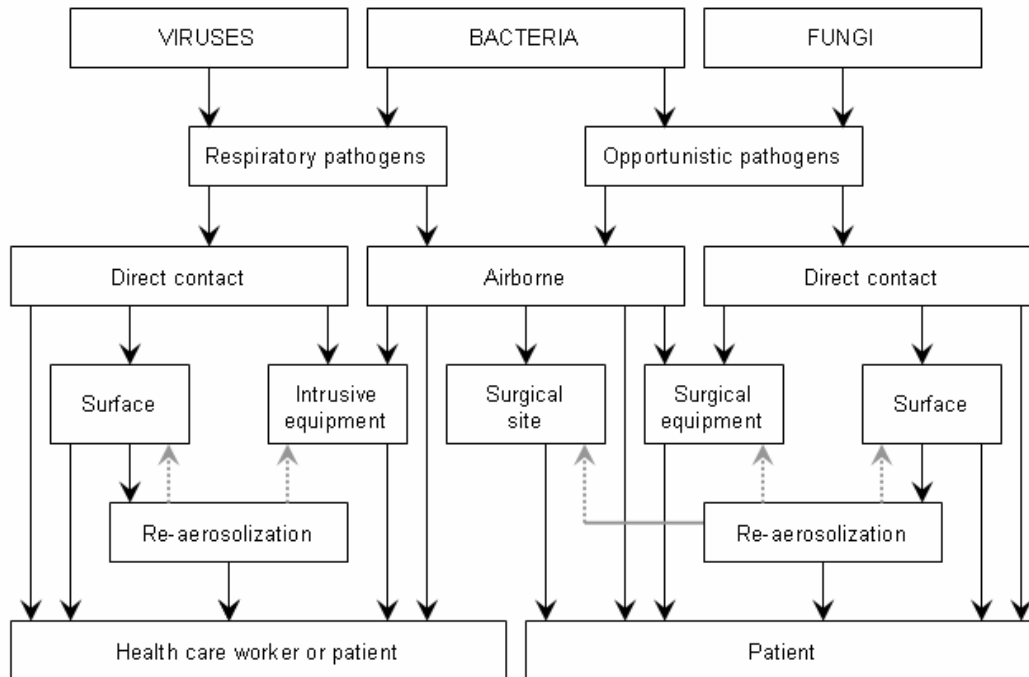 VIRUSES
BACTERIA
FUNGI
Respiratory pathogens
Opportunistic pathogens
Direct contact
Airborne
Direct contact
Surface
Intrusive
equipment
Surgical
site
Surgical
equipment
Surface
Re-aerosolization
Re-aerosolization
Health care worker or patient
Patient